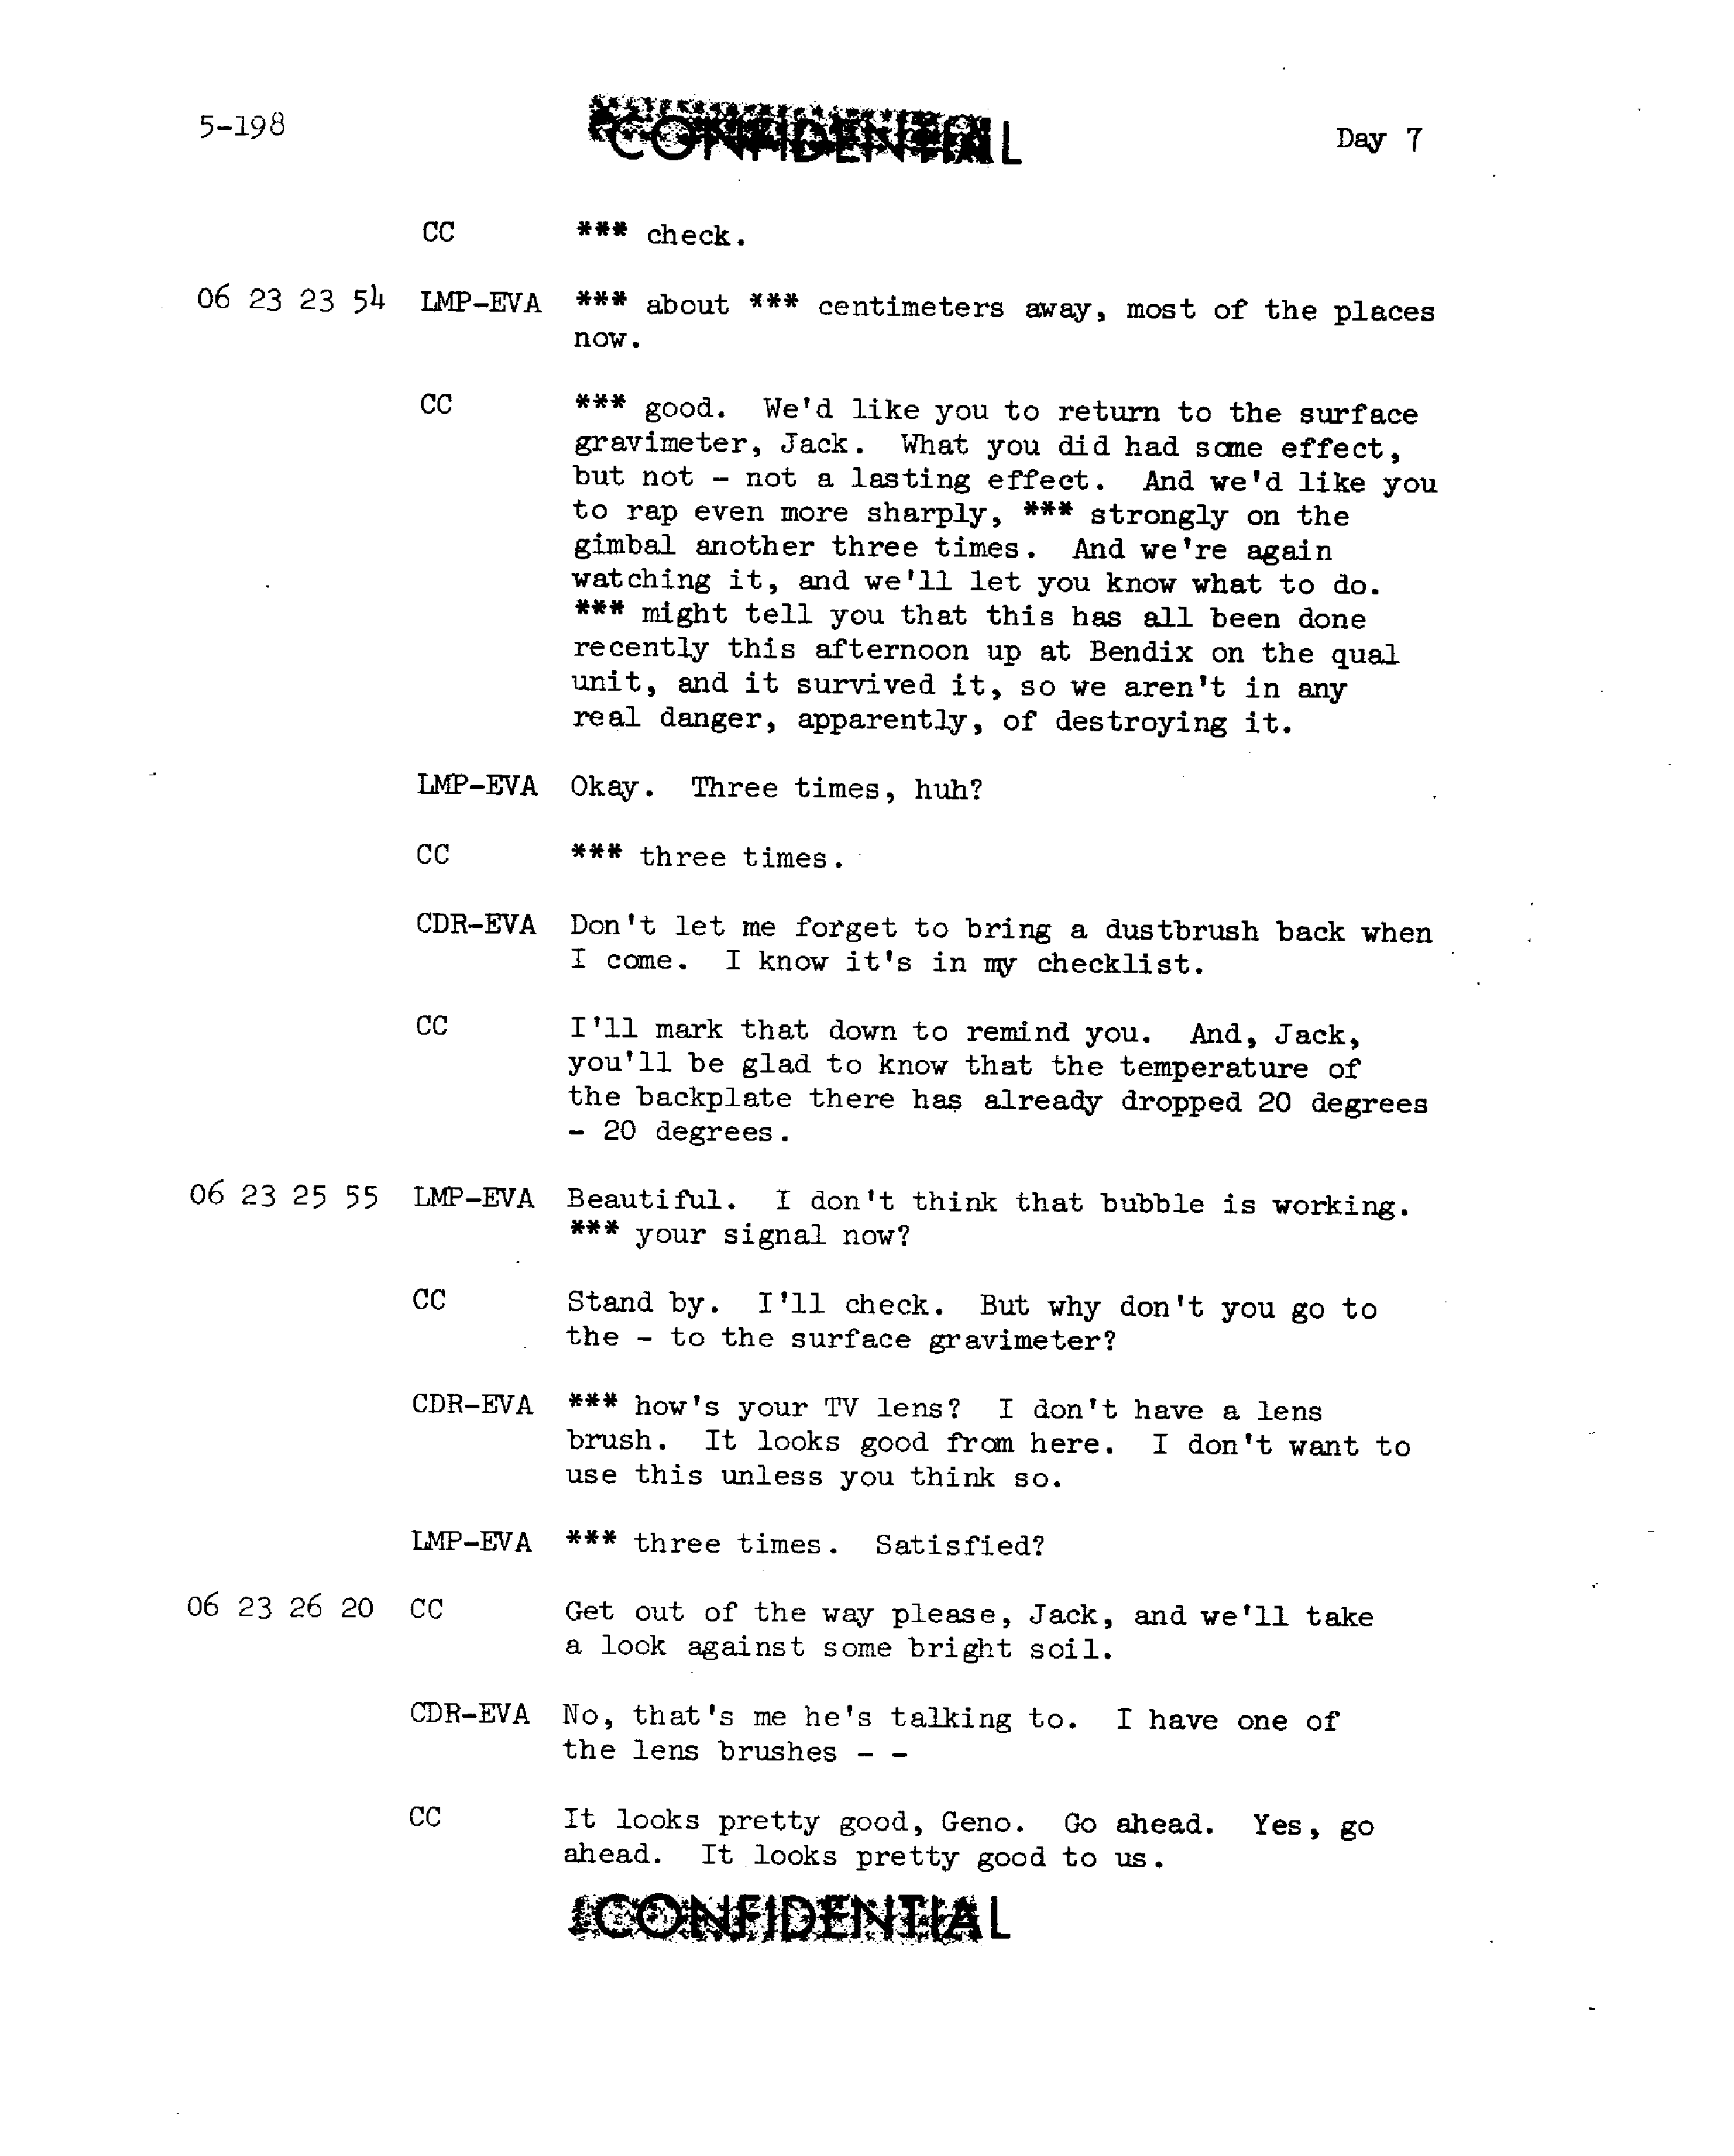 5-198 CONFIDENTIAL Day 7
CC *** check.
06 23 23 54 LMP-EVA *** about *** centimeters away, most of the places
now.
CC *** good. We'd like you to return to the surface
gravimeter, Jack. What you did had some effect,
but not - not a lasting effect. And we'd like you
to rap even more sharply, *** strongly on the
gimbal another three times. And we're again
watching it, and we'll let you know what to do.
*** might tell you that this has all been done
recently this afternoon up at Bendix on the qual
unit, and it survived it, so we aren't in any
real danger, apparently, of destroying it.
LMP-EVA Okay. Three times, huh?
CC *** three times.
CDR-EVA Don't let me forget to bring a dustbrush back when
I come. I know it's in my checklist.
CC I'll mark that down to remind you. And, Jack,
you'll be glad to know that the temperature of
the backplate there has already dropped 20 degrees
- 20 degrees.
06 23 25 55 LMP-EVA Beautiful. I don't think that bubble is working.
*** your signal now?
CC Stand by. I'll check. But why don't you go to
the - to the surface gravimeter?
CDR-EVA *** how's your TV lens? I don't have a lens
brush. It looks good from here. I don't want to
use this unless you think so.
LMP-EVA *** three times. Satisfied?
06 23 26 20 CC Get out of the way please, Jack, and we'll take
a look against some bright soil.
CDR-EVA No, that's me he's talking to. I have one of
the lens brushes - -
CC It looks pretty good, Geno. Go ahead. Yes, go
ahead. It looks pretty good to us.
CONFIDENTIAL